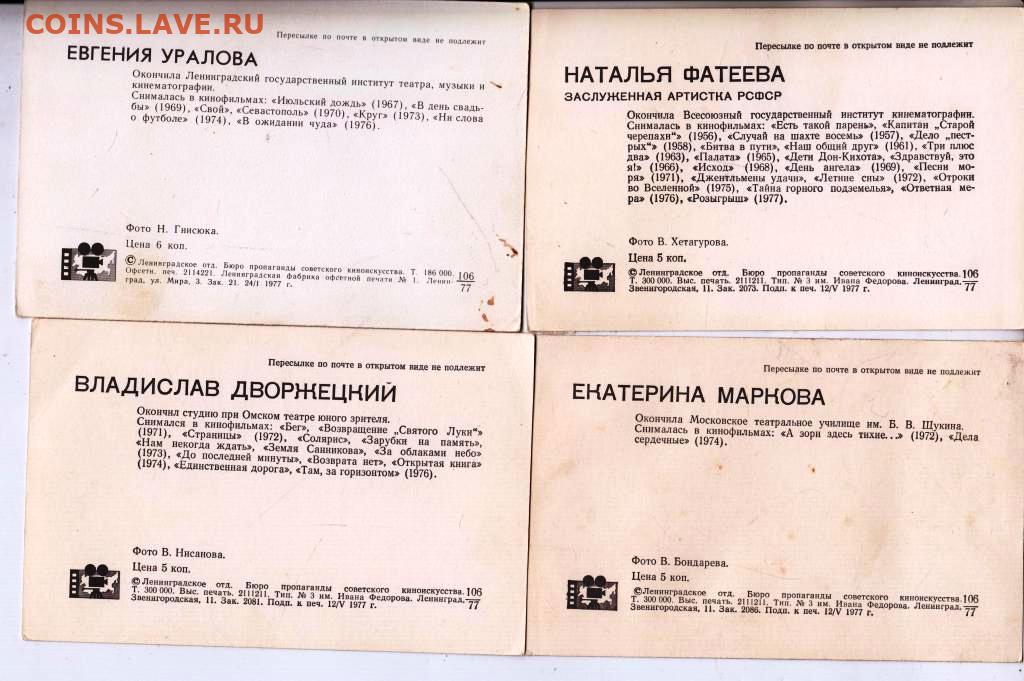 COINS.LAVE.RU
Пересылке по почте в открытом виде не подлежит
ЕВГЕНИЯ УРАЛОВА
Окончила Ленинградский государственный институт театра, музыки и
кинематографии.
Снималась в кинофильмах: «Июльский дождь» (1967), «В день свадь-
бы» (1969), «Свой», «Севастополь» (1970), «Круг» (1973), «Ни слова
о футболе» (1974), «В ожидании чуда» (1976).
Фото Н. Гнисюка.
Цена 6 коп.
© Ленинградское отд. Бюро пропаганды советского киноискусства. Т. 186 000.
Офсетн. печ. 2114221. Ленинградская фабрика офсетной печати № 1. Ленин-
град, ул. Мира, 3. Зак. 21. 24/I 1977 г.
106
77
Пересылке по почте в открытом виде не подлежит
НАТАЛЬЯ ФАТЕЕВА
ЗАСЛУЖЕННАЯ АРТИСТКА РСФСР
Окончила Всесоюзный государственный институт кинематографии.
Снималась в кинофильмах: «Есть такой парень», «Капитан „Старой
черепахи“» (1956), «Случай на шахте восемь» (1957), «Дело „пест-
рых“» (1958), «Битва в пути», «Наш общий друг» (1961), «Три плюс
два» (1963), «Палата» (1965), «Дети Дон-Кихота», «Здравствуй, это
я!» (1966), «Исход» (1968), «День ангела» (1969), «Песни мо-
ря» (1971), «Джентльмены удачи», «Летние сны» (1972), «Отроки
во Вселенной» (1975), «Тайна горного подземелья», «Ответная ме-
ра» (1976), «Розыгрыш» (1977).
Фото В. Хетагурова.
Цена 5 коп.
©Ленинградское отд. Бюро пропаганды советского киноискусства.
Т. 300 000. Выс. печать. 2111211. Тип. № 3 им. Ивана Федорова. Ленинград.
Звенигородская, 11. Зак. 2073. Подп. к печ. 12/V 1977 г.
106
77
Пересылке по почте в открытом виде не подлежит
ВЛАДИСЛАВ ДВОРЖЕЦКИЙ
Окончил студию при Омском театре юного зрителя.
Снимался в кинофильмах: «Бег», «Возвращение „Святого Луки“»
(1971), «Страницы» (1972), «Солярис», «Зарубки на память»,
«Нам некогда ждать», «Земля Санникова», «За облаками небо»
(1973), «До последней минуты», «Возврата нет», «Открытая книга»
(1974), «Единственная дорога», «Там, за горизонтом» (1976).
Фото В. Нисанова.
Цена 5 коп.
©Ленинградское отд. Бюро пропаганды советского киноискусства.
Т. 300 000. Выс. печать. 2111211. Тип. № 3 им. Ивана Федорова. Ленинград.
Звенигородская, 11. Зак. 2081. Подп. к печ. 12/V 1977 г.
106
77
Пересылке по почте в открытом виде не подлежит
ЕКАТЕРИНА МАРКОВА
Окончила Московское театральное училище им. Б. В. Щукина.
Снималась в кинофильмах: «А зори здесь тихие...» (1972), «Дела
сердечные» (1974).
Фото В. Бондарева.
Цена 5 коп.
©Ленинградское отд. Бюро пропаганды советского киноискусства.
Т. 300 000. Выс. печать. 2111211. Тип. № 3 им. Ивана Федорова. Ленинград.
Звенигородская, 11. Зак. 2086. Подп. к печ. 12/V 1977 г.
106
77